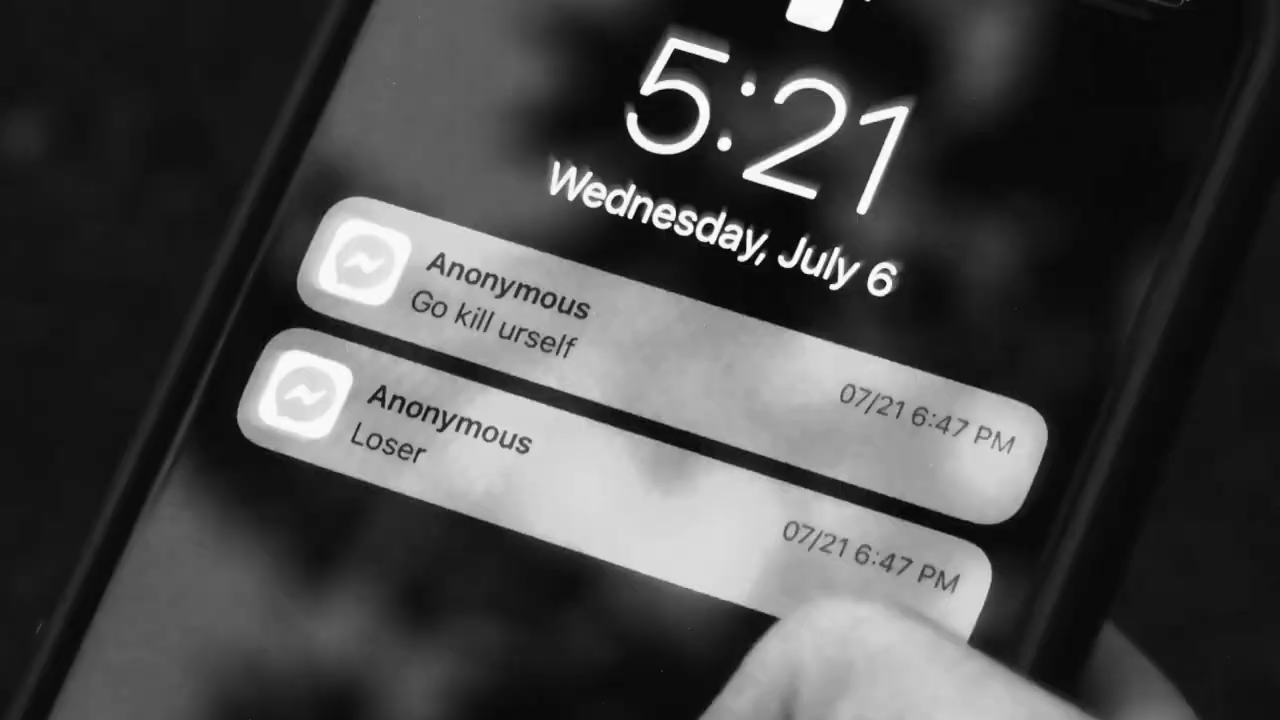 5:21
Wednesday, July 6
Anonymous
Go kill urself
07/21 6:47 PM
Anonymous
Loser
07/21 6:47 PM